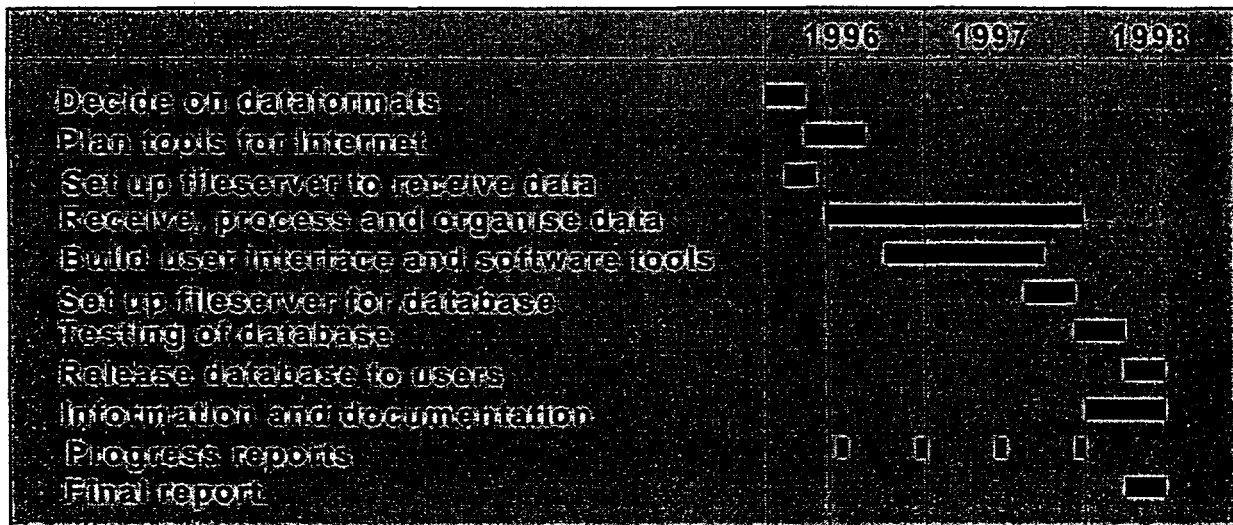 1996 1997 1998
Decide on dataformats
Plan tools for Internet
Set up fileserver to receive data
Receive, process and organise data
Build user interface and software tools
Set up fileserver for database
Testing of database
Release database to users
Information and documentation
Progress reports
Final report